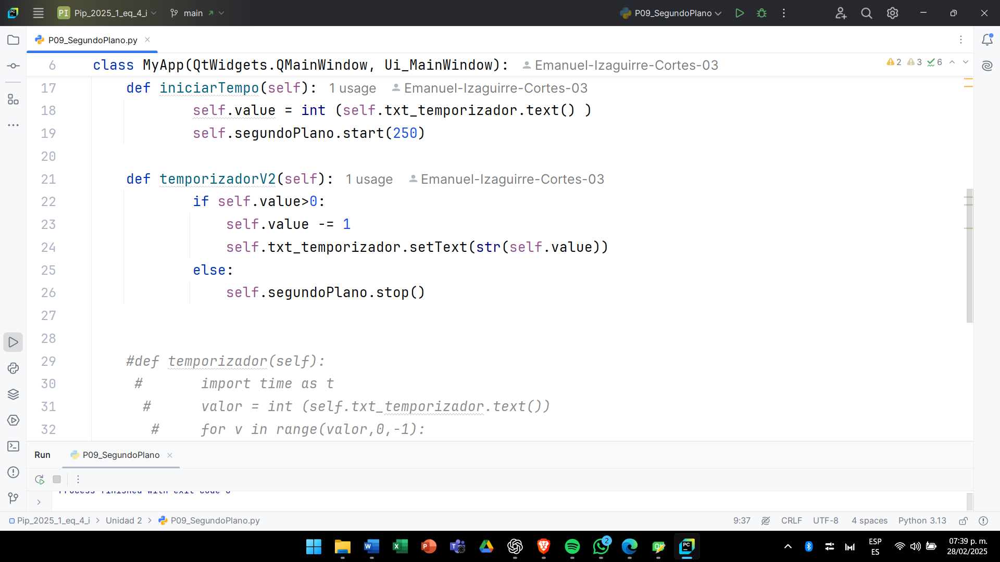 PI Pip_2025_1_eq_4_i main P09_SegundoPlano
P09_SegundoPlano.py
6 class MyApp(QtWidgets.QMainWindow, Ui_MainWindow): Emanuel-Izaguirre-Cortes-03 2 3 6
17 def iniciarTempo(self): 1 usage Emanuel-Izaguirre-Cortes-03
18 self.value = int (self.txt_temporizador.text() )
19 self.segundoPlano.start(250)
20
21 def temporizadorV2(self): 1 usage Emanuel-Izaguirre-Cortes-03
22 if self.value>0:
23 self.value -= 1
24 self.txt_temporizador.setText(str(self.value))
25 else:
26 self.segundoPlano.stop()
27
28
29 #def temporizador(self):
30 # import time as t
31 # valor = int (self.txt_temporizador.text())
32 # for v in range(valor,0,-1):
Run P09_SegundoPlano
Process finished with exit code 0
Pip_2025_1_eq_4_i > Unidad 2 > P09_SegundoPlano.py 9:37 CRLF UTF-8 4 spaces Python 3.13
2 ESP 07:39 p. m.
ES 28/02/2025